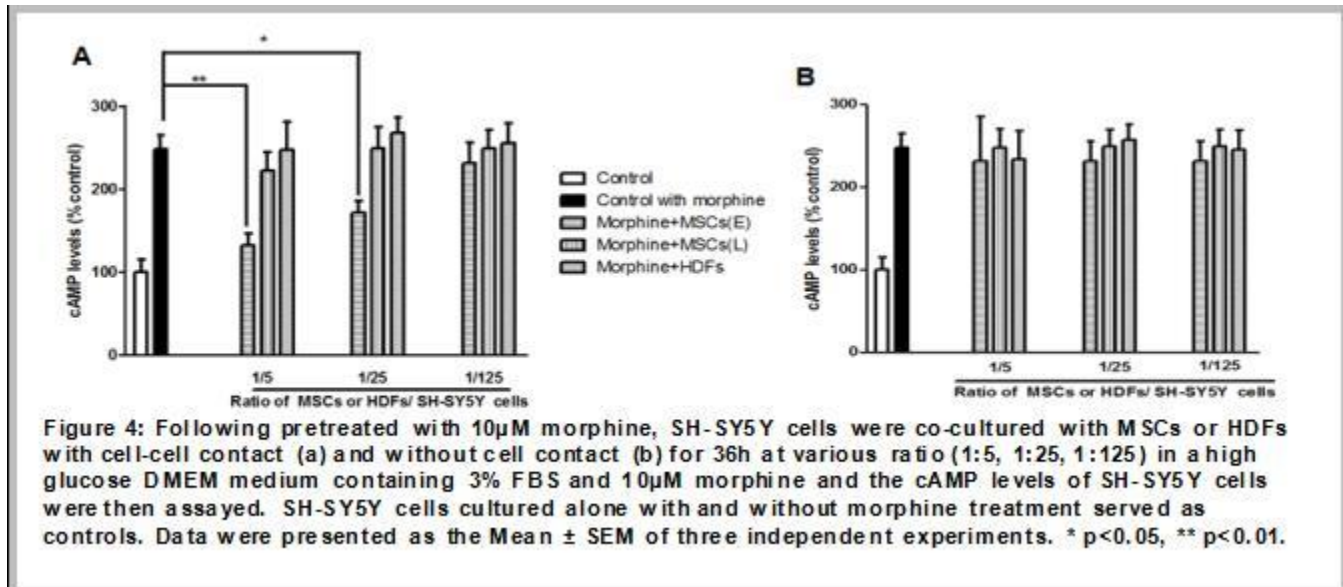 A
*
**
300
200
100
0
cAMP levels (% control)
1/5 1/25 1/125
Ratio of MSCs or HDFs/ SH-SY5Y cells
Control
Control with morphine
Morphine+MSCs(E)
Morphine+MSCs(L)
Morphine+HDFs
B
300
200
100
0
cAMP levels (% control)
1/5 1/25 1/125
Ratio of MSCs or HDFs/ SH-SY5Y cells
Figure 4: Following pretreated with 10µM morphine, SH-SY5Y cells were co-cultured with MSCs or HDFs
with cell-cell contact (a) and without cell contact (b) for 36h at various ratio (1:5, 1:25, 1:125) in a high
glucose DMEM medium containing 3% FBS and 10µM morphine and the cAMP levels of SH-SY5Y cells
were then assayed. SH-SY5Y cells cultured alone with and without morphine treatment served as
controls. Data were presented as the Mean ± SEM of three independent experiments. * p<0.05, ** p<0.01.